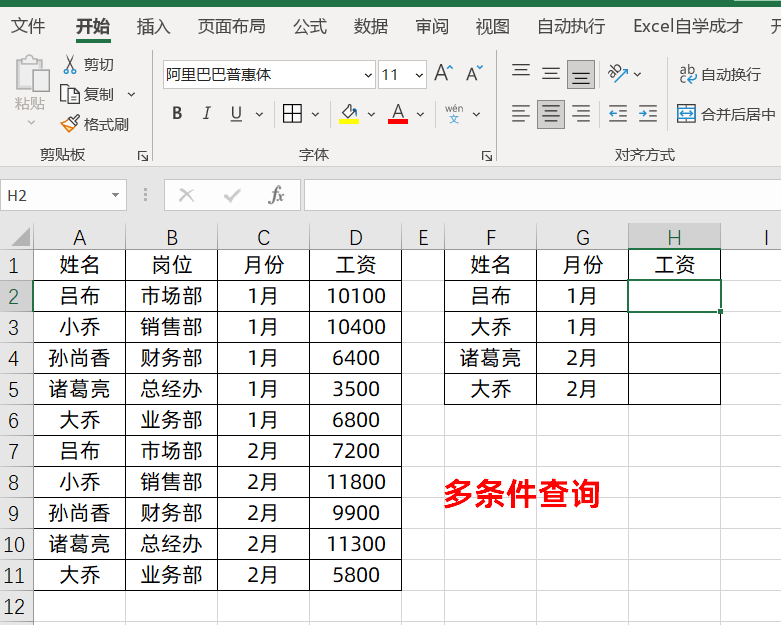 文件 开始 插入 页面布局 公式 数据 审阅 视图 自动执行 Excel自学成才
剪切
复制
格式刷
粘贴
剪贴板
阿里巴巴普惠体 11 A A
B I U A wén 文
字体
ab 自动换行
合并后居中
对齐方式
H2 fx
A B C D E F G H I
1 姓名 岗位 月份 工资 姓名 月份 工资
2 吕布 市场部 1月 10100 吕布 1月
3 小乔 销售部 1月 10400 大乔 1月
4 孙尚香 财务部 1月 6400 诸葛亮 2月
5 诸葛亮 总经办 1月 3500 大乔 2月
6 大乔 业务部 1月 6800
7 吕布 市场部 2月 7200
8 小乔 销售部 2月 11800
多条件查询
9 孙尚香 财务部 2月 9900
10 诸葛亮 总经办 2月 11300
11 大乔 业务部 2月 5800
12